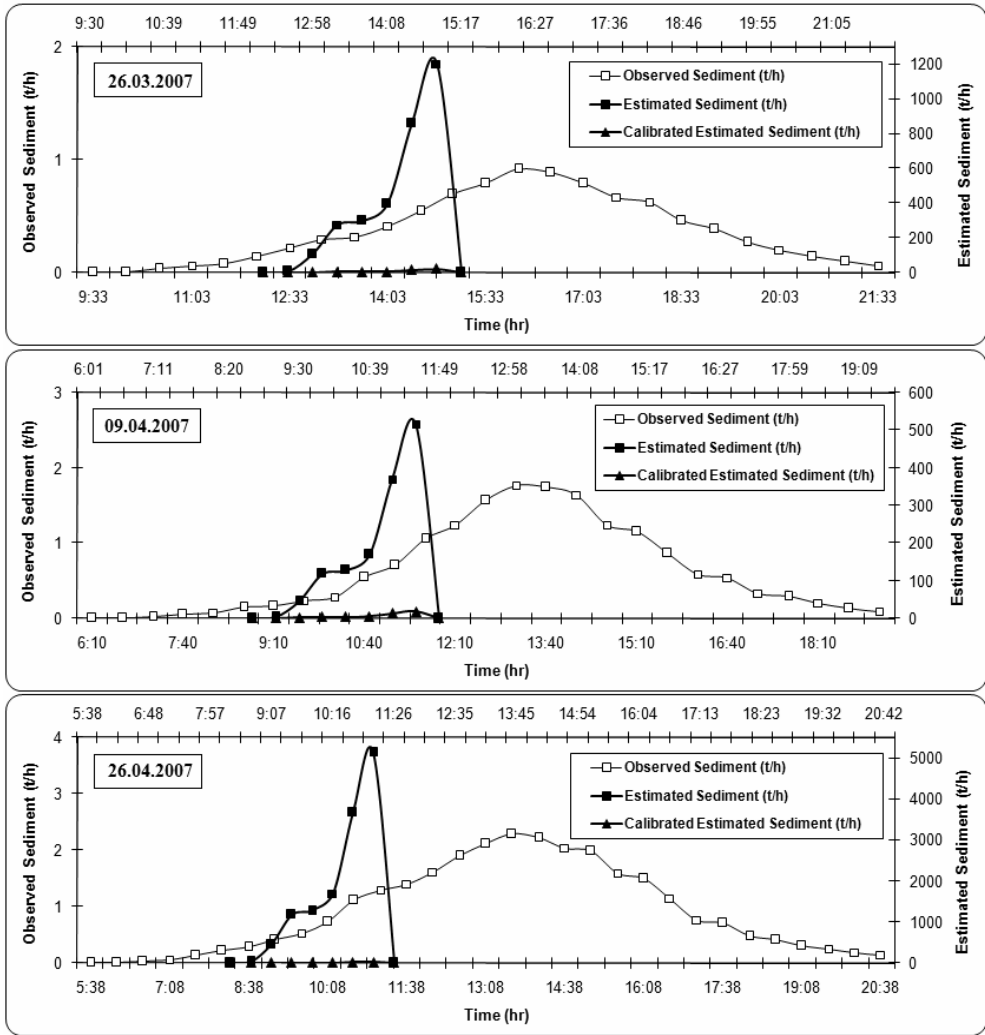 9:30 10:39 11:49 12:58 14:08 15:17 16:27 17:36 18:46 19:55 21:05
2 1200
26.03.2007
Observed Sediment (t/h)
Estimated Sediment (t/h)
Calibrated Estimated Sediment (t/h)
1000
800
1 600
400
200
0 0
Observed Sediment (t/h)
Estimated Sediment (t/h)
9:33 11:03 12:33 14:03 15:33 17:03 18:33 20:03 21:33
Time (hr)
6:01 7:11 8:20 9:30 10:39 11:49 12:58 14:08 15:17 16:27 17:59 19:09
3 600
09.04.2007
Observed Sediment (t/h)
Estimated Sediment (t/h)
Calibrated Estimated Sediment (t/h)
500
2 400
300
1 200
100
0 0
Observed Sediment (t/h)
Estimated Sediment (t/h)
6:10 7:40 9:10 10:40 12:10 13:40 15:10 16:40 18:10
Time (hr)
5:38 6:48 7:57 9:07 10:16 11:26 12:35 13:45 14:54 16:04 17:13 18:23 19:32 20:42
4
26.04.2007
Observed Sediment (t/h)
Estimated Sediment (t/h)
Calibrated Estimated Sediment (t/h)
5000
3 4000
2 3000
2000
1 1000
0 0
Observed Sediment (t/h)
Estimated Sediment (t/h)
5:38 7:08 8:38 10:08 11:38 13:08 14:38 16:08 17:38 19:08 20:38
Time (hr)